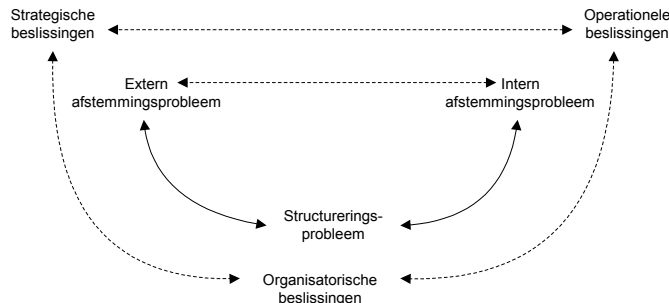 Strategische
beslissingen
Operationele
beslissingen
Extern
afstemmingsprobleem
Intern
afstemmingsprobleem
Structurerings-
probleem
Organisatorische
beslissingen